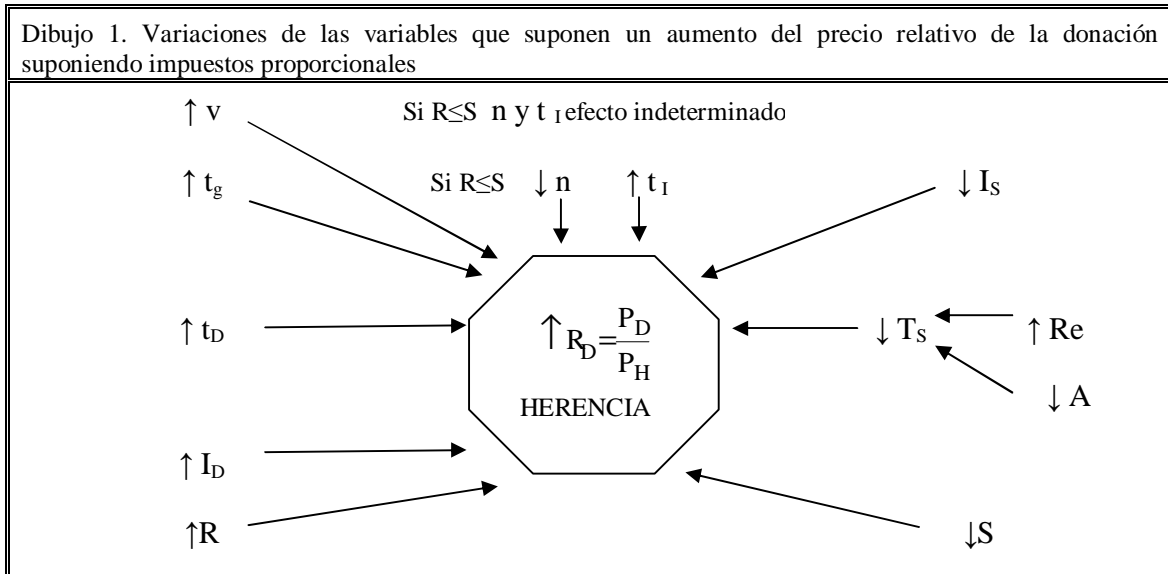 Dibujo 1. Variaciones de las variables que suponen un aumento del precio relativo de la donación
suponiendo impuestos proporcionales
↑ v
Si R≤S n y t I efecto indeterminado
↑ tg
Si R≤S ↓ n ↑ t I
↓ IS
↑ tD
↑ RD=PD/PH
↓ TS
↑ Re
HERENCIA
↓ A
↑ ID
↑R
↓S